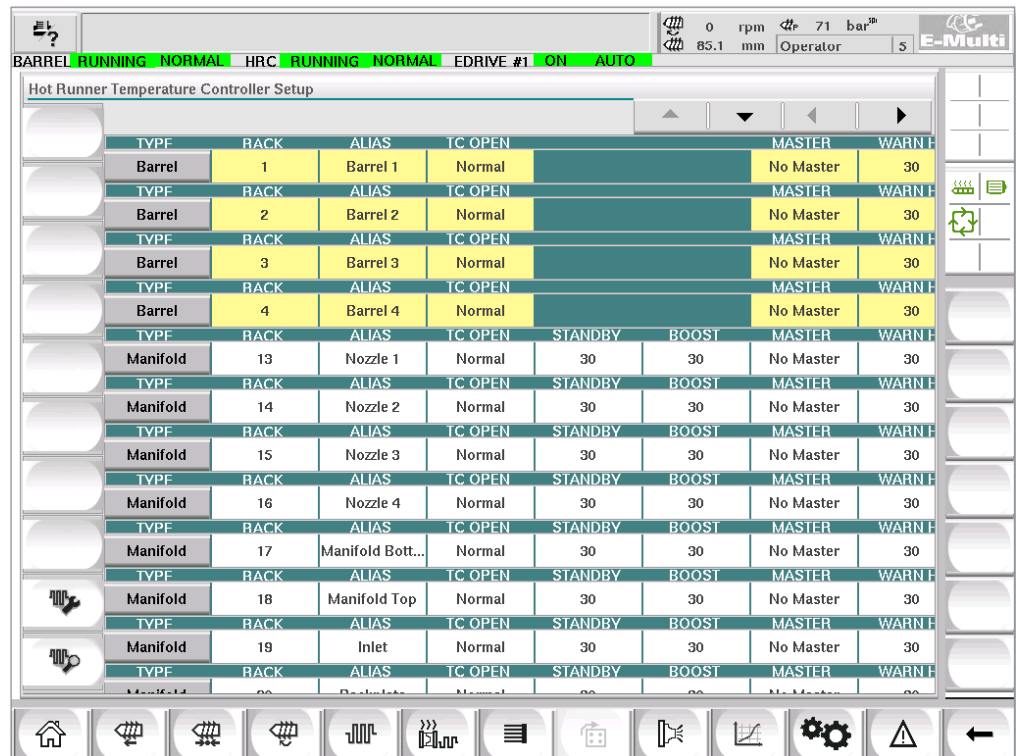 0 rpm 71 bar
85.1 mm Operator 5
E-Multi
BARREL RUNNING NORMAL HRC RUNNING NORMAL EDRIVE #1 ON AUTO
Hot Runner Temperature Controller Setup
TYPE RACK ALIAS TC OPEN MASTER WARN H
Barrel 1 Barrel 1 Normal No Master 30
TYPE RACK ALIAS TC OPEN MASTER WARN H
Barrel 2 Barrel 2 Normal No Master 30
TYPE RACK ALIAS TC OPEN MASTER WARN H
Barrel 3 Barrel 3 Normal No Master 30
TYPE RACK ALIAS TC OPEN MASTER WARN H
Barrel 4 Barrel 4 Normal No Master 30
TYPE RACK ALIAS TC OPEN STANDBY BOOST MASTER WARN H
Manifold 13 Nozzle 1 Normal 30 30 No Master 30
TYPE RACK ALIAS TC OPEN STANDBY BOOST MASTER WARN H
Manifold 14 Nozzle 2 Normal 30 30 No Master 30
TYPE RACK ALIAS TC OPEN STANDBY BOOST MASTER WARN H
Manifold 15 Nozzle 3 Normal 30 30 No Master 30
TYPE RACK ALIAS TC OPEN STANDBY BOOST MASTER WARN H
Manifold 16 Nozzle 4 Normal 30 30 No Master 30
TYPE RACK ALIAS TC OPEN STANDBY BOOST MASTER WARN H
Manifold 17 Manifold Bott... Normal 30 30 No Master 30
TYPE RACK ALIAS TC OPEN STANDBY BOOST MASTER WARN H
Manifold 18 Manifold Top Normal 30 30 No Master 30
TYPE RACK ALIAS TC OPEN STANDBY BOOST MASTER WARN H
Manifold 19 Inlet Normal 30 30 No Master 30
TYPE RACK ALIAS TC OPEN STANDBY BOOST MASTER WARN H